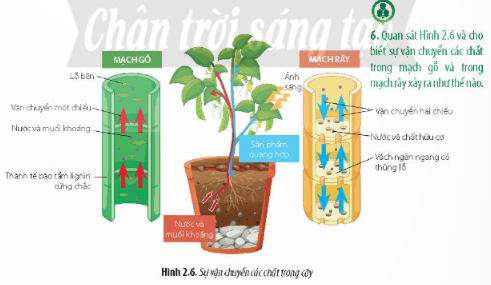 Chân trời sáng tạ
6. Quan sát Hình 2.6 và cho
biết sự vận chuyển các chất
trong mạch gỗ và trong
mạch rây xảy ra như thế nào.
MẠCH GỖ
Lỗ bên
Vận chuyển một chiều
Nước và muối khoáng
Thành tế bào tẩm lignin
cứng chắc
Ánh
sáng
Sản phẩm
quang hợp
Nước và
muối khoáng
MẠCH RÂY
Vận chuyển hai chiều
Nước và chất hữu cơ
Vách ngăn ngang có
thủng lỗ
Hình 2.6. Sự vận chuyển các chất trong cây